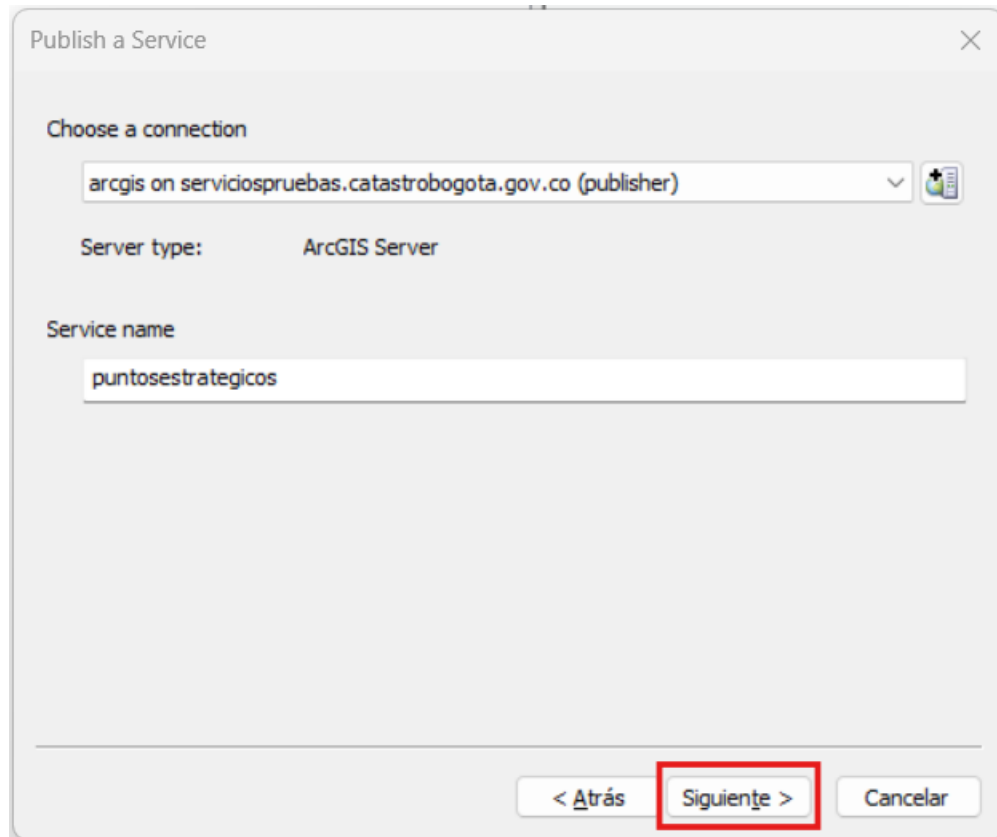 Publish a Service
Choose a connection
arcgis on serviciospruebas.catastrobogota.gov.co (publisher)
Server type: ArcGIS Server
Service name
puntosestrategicos
< Atrás Siguiente > Cancelar